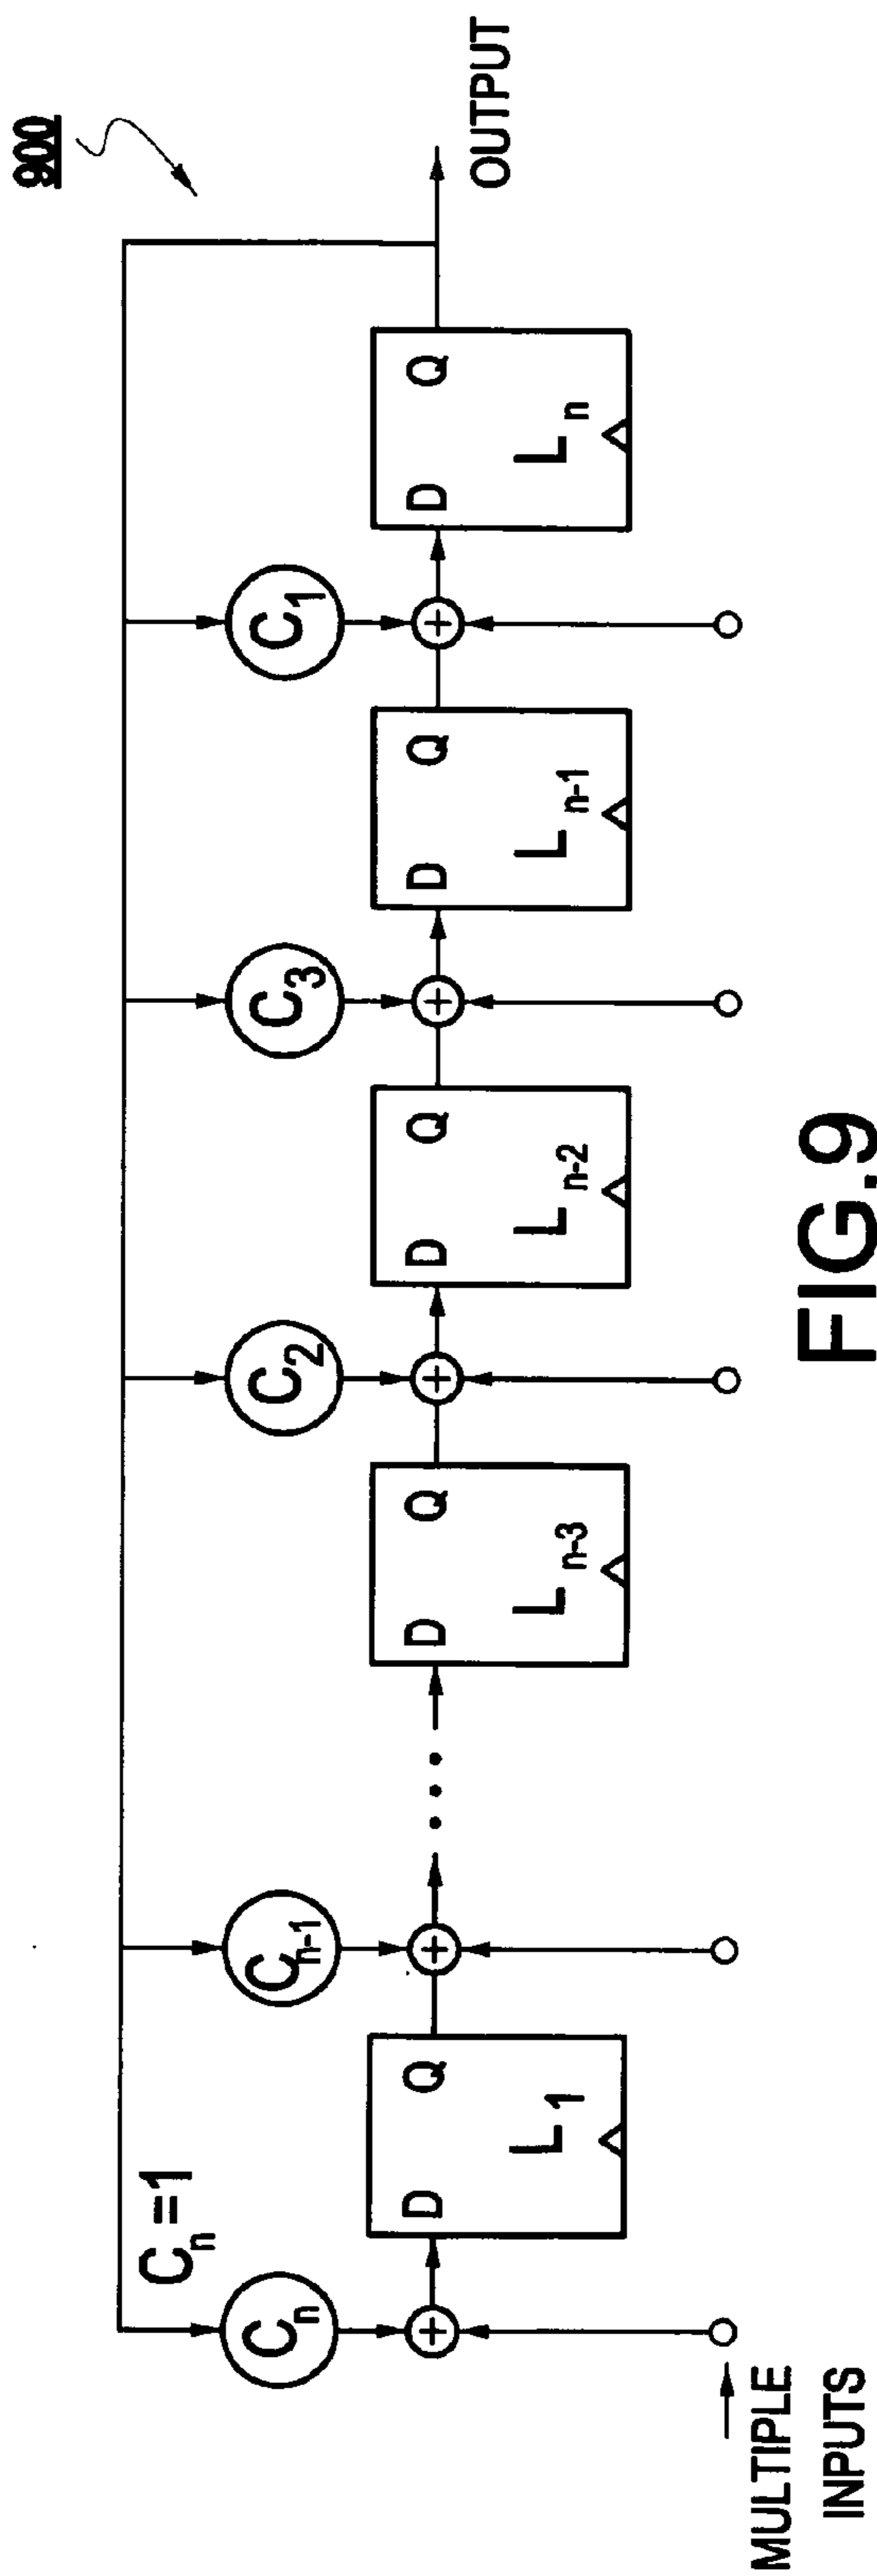 900
C_n =1
C_n
C_n-1
C_2
C_3
C_1
D Q
L_1
D Q
L_n-3
D Q
L_n-2
D Q
L_n-1
D Q
L_n
+
+
+
+
+
• • •
OUTPUT
MULTIPLE
INPUTS
FIG.9